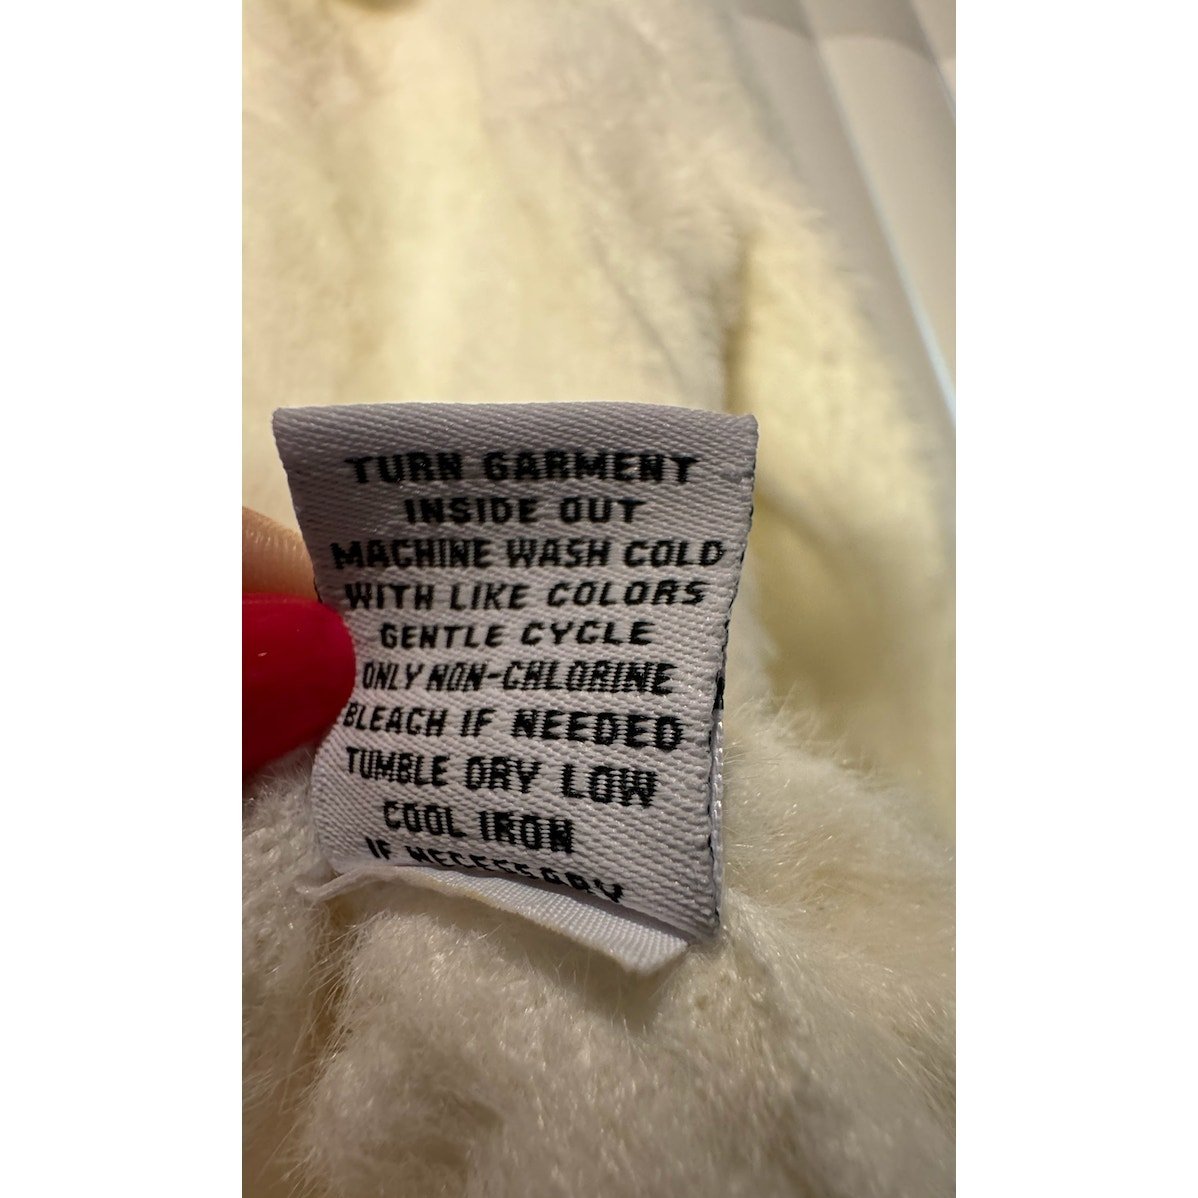 TURN GARMENT
INSIDE OUT
MACHINE WASH COLD
WITH LIKE COLORS
GENTLE CYCLE
ONLY NON-CHLORINE
BLEACH IF NEEDED
TUMBLE DRY LOW
COOL IRON
IF NECESSARY